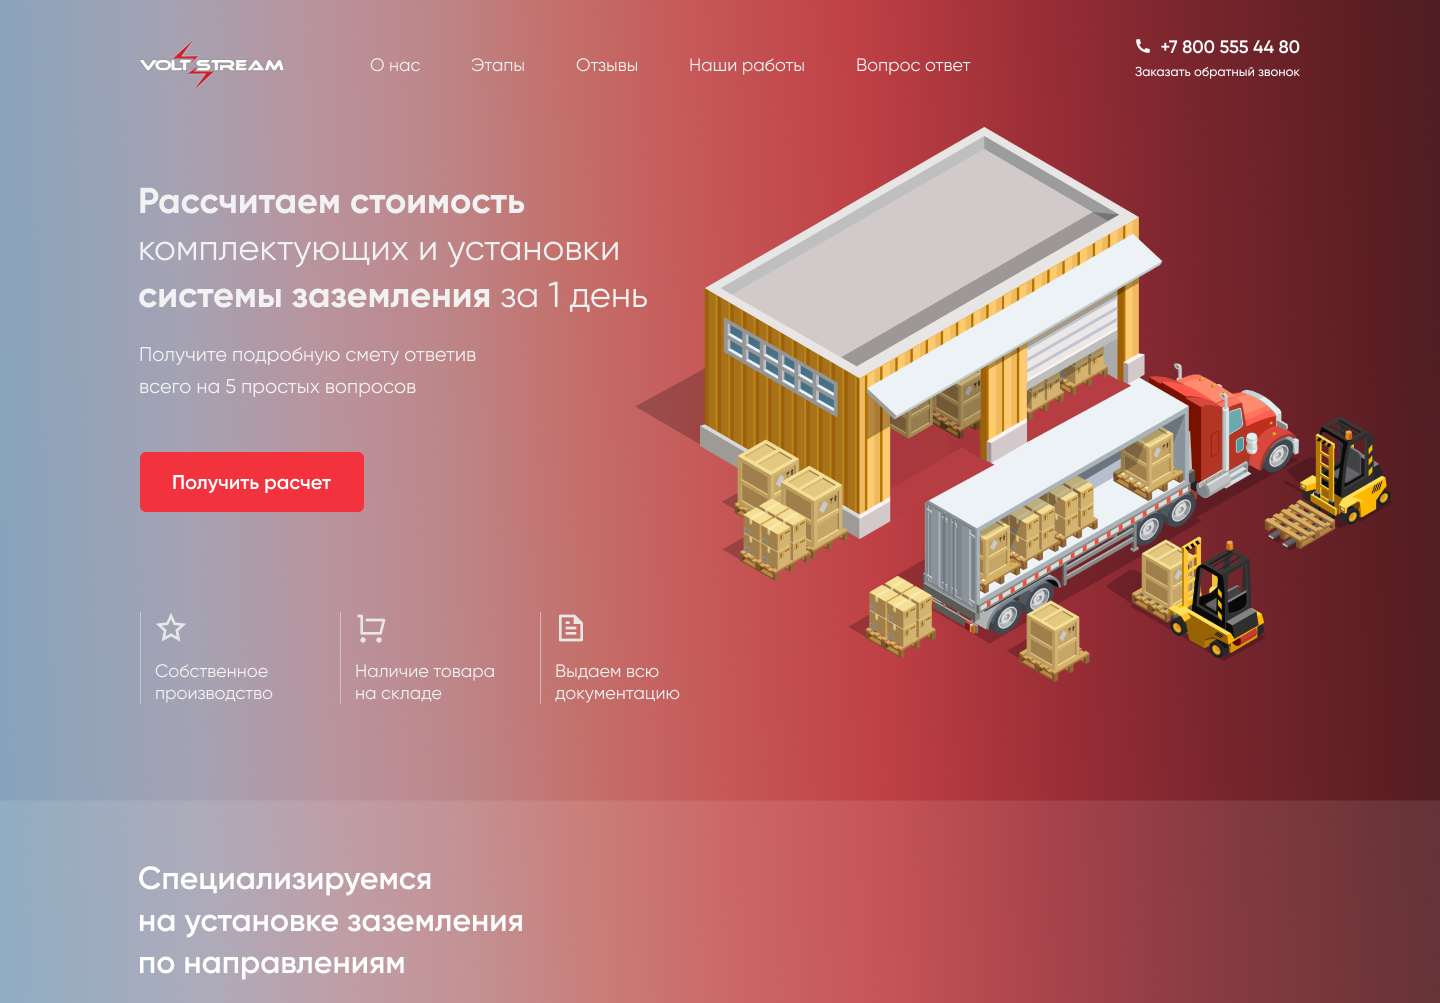 VOLT STREAM
О нас
Этапы
Отзывы
Наши работы
Вопрос ответ
+7 800 555 44 80
Заказать обратный звонок
Рассчитаем стоимость
комплектующих и установки
системы заземления за 1 день
Получите подробную смету ответив
всего на 5 простых вопросов
Получить расчет
Собственное
производство
Наличие товара
на складе
Выдаем всю
документацию
Специализируемся
на установке заземления
по направлениям